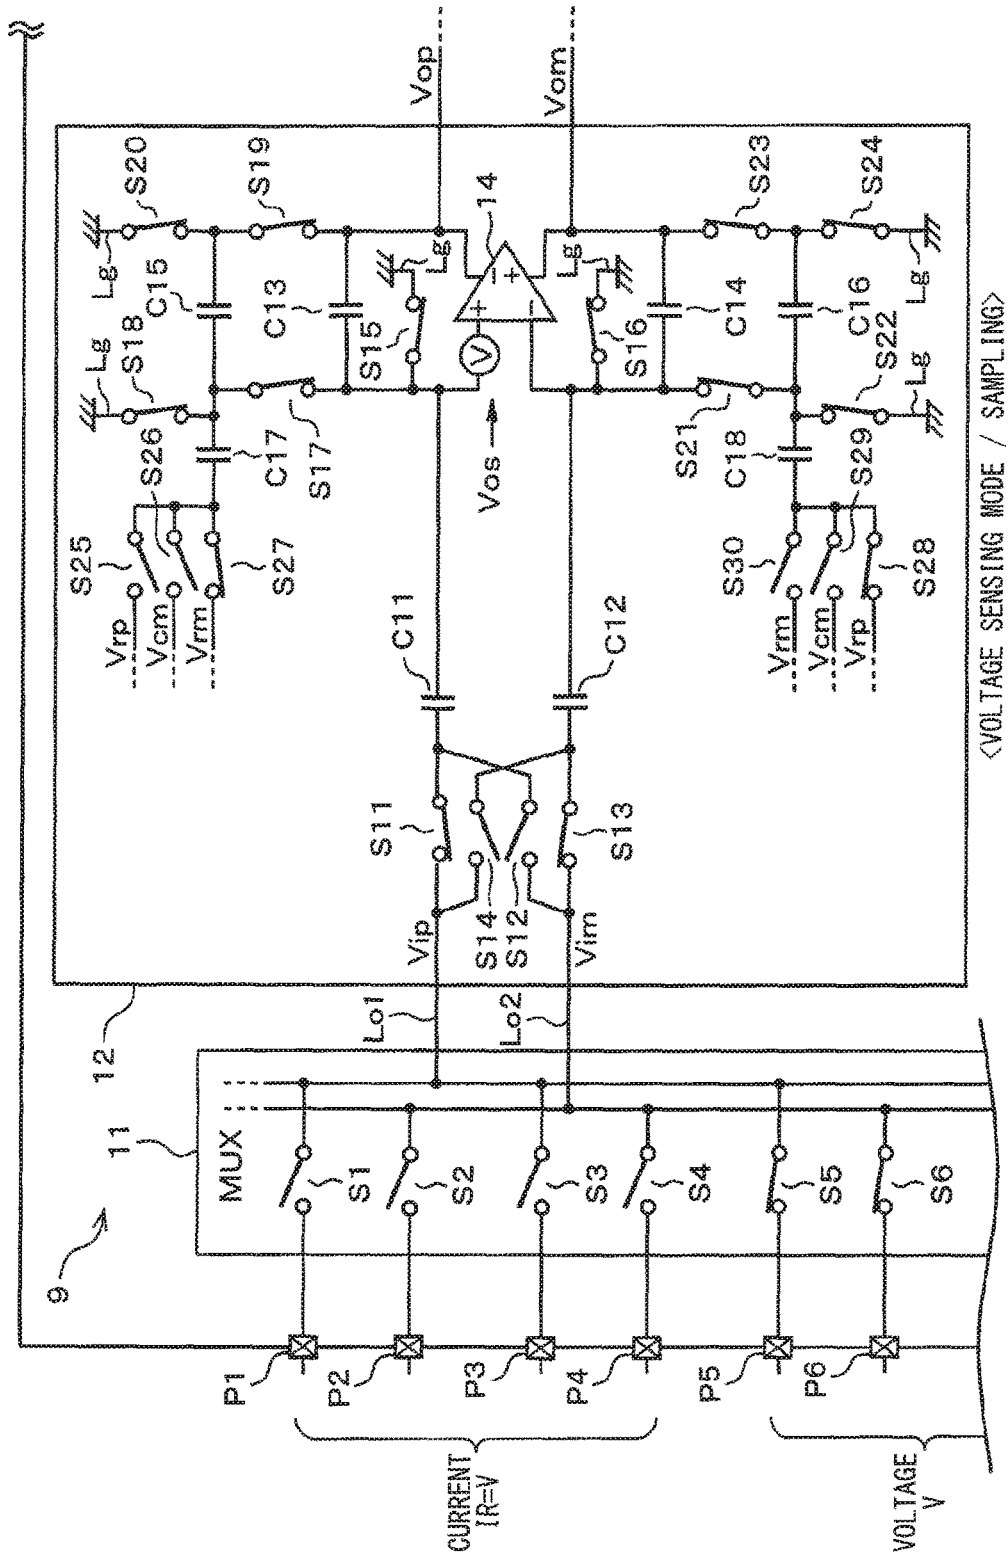 Vop
Vom
S20
S19
S23
S24
Lg
C15
C13
Lg
14
Lg
C14
C16
Lg
S18
Lg
S15
S16
S22
Lg
S26
C17
S17
V
+
−
−
+
Vos
S21
C18
S29
S25
S27
S30
S28
Vrp
Vcm
Vrm
Vrm
Vcm
Vrp
C11
C12
S11
S13
S14
S12
Vip
Vim
Lo1
Lo2
12
11
9
MUX
S1
S2
S3
S4
S5
S6
P1
P2
P3
P4
P5
P6
CURRENT
IR=V
VOLTAGE
V
<VOLTAGE SENSING MODE / SAMPLING>